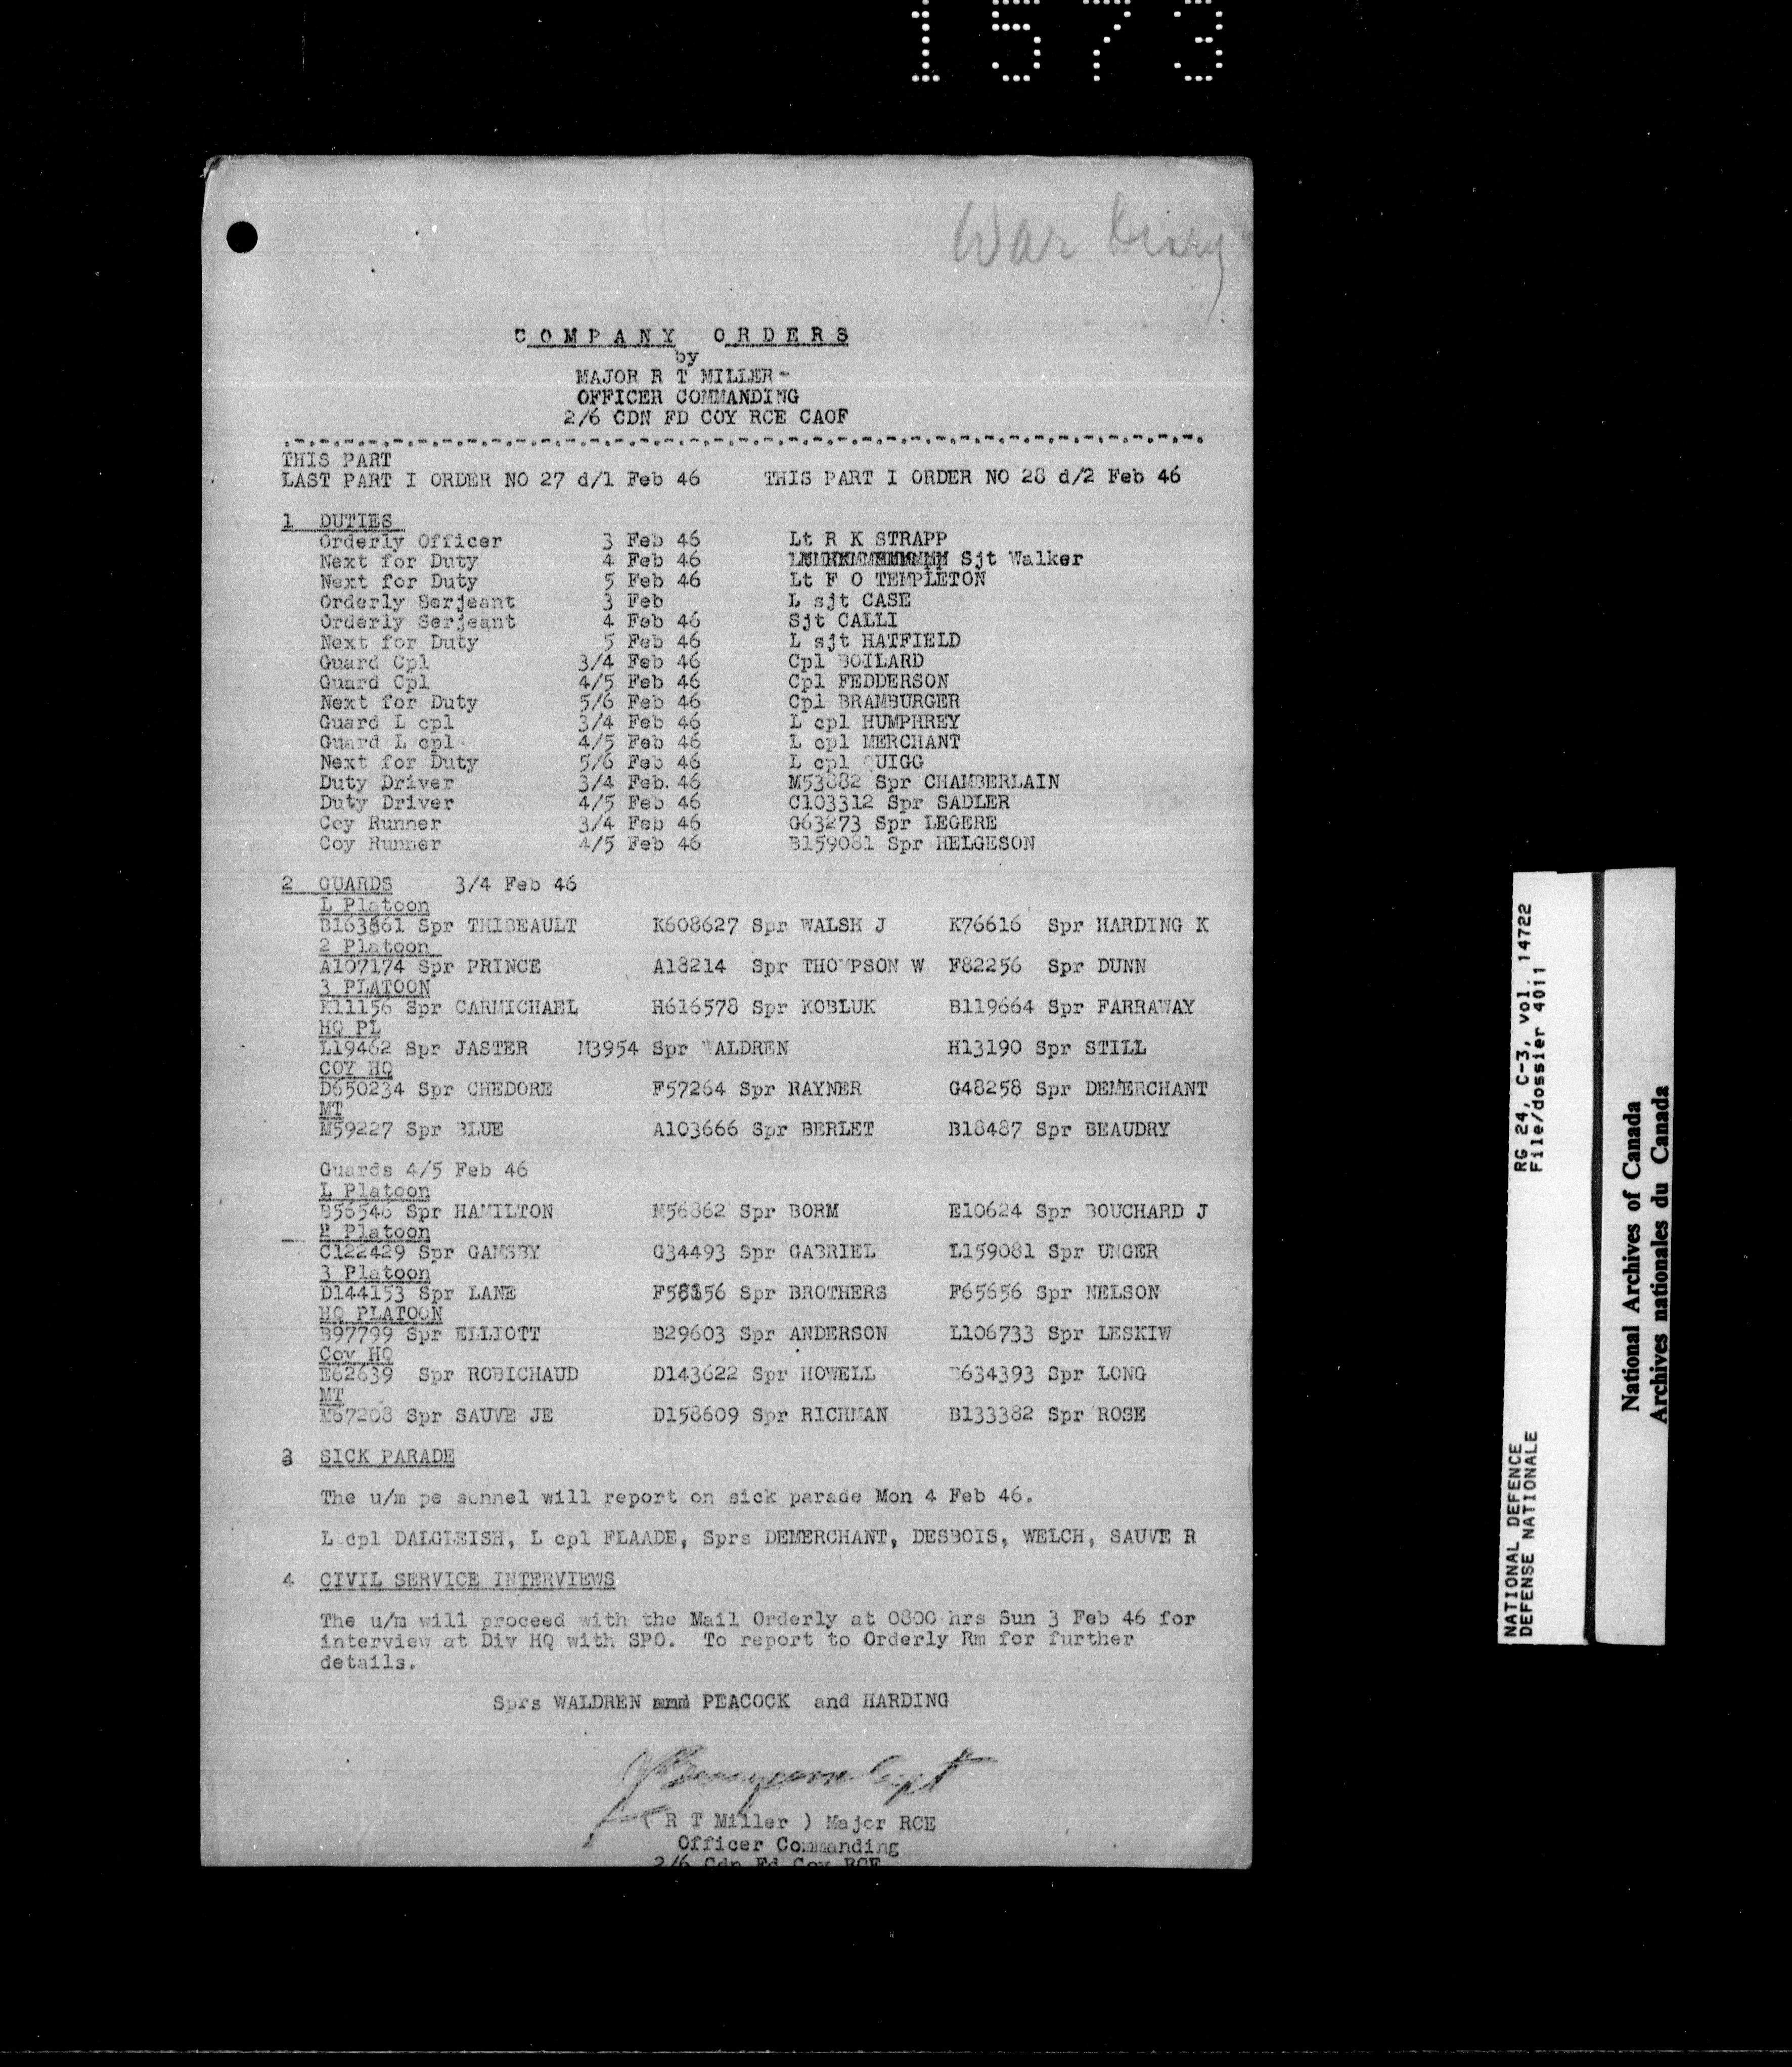 1573
War Diary
COMPANY ORDERS
by
MAJOR R T MILLER-
OFFICER COMMANDING
2/6 CDN FD COY RCE CAOF
THIS PART
LAST PART I ORDER NO 27 d/1 Feb 46 THIS PART I ORDER NO 28 d/2 Feb 46
1 DUTIES
Orderly Officer 3 Feb 46 Lt R K STRAPP
Next for Duty 4 Feb 46 Sjt Walker
Next for Duty 5 Feb 46 Lt F O TEMPLETON
Orderly Serjeant 3 Feb L sjt CASE
Orderly Serjeant 4 Feb 46 Sjt CALLI
Next for Duty 5 Feb 46 L sjt HATFIELD
Guard Cpl 3/4 Feb 46 Cpl BOILARD
Guard Cpl 4/5 Feb 46 Cpl FEDDERSON
Next for Duty 5/6 Feb 46 Cpl BRAMBURGER
Guard L cpl 3/4 Feb 46 L cpl HUMPHREY
Guard L cpl 4/5 Feb 46 L cpl MERCHANT
Next for Duty 5/6 Feb 46 L cpl QUIGG
Duty Driver 3/4 Feb. 46 M53882 Spr CHAMBERLAIN
Duty Driver 4/5 Feb 46 C103312 Spr SADLER
Coy Runner 3/4 Feb 46 G63273 Spr LEGERE
Coy Runner 4/5 Feb 46 B159081 Spr HELGESON
2 GUARDS 3/4 Feb 46
L Platoon
Spr THIBEAULT K608627 Spr WALSH J K76616 Spr HARDING K
2 Platoon
A107174 Spr PRINCE A18214 Spr THOMPSON W F82256 Spr DUNN
3 PLATOON
K11156 Spr CARMICHAEL H616578 Spr KOBLUK B119664 Spr FARRAWAY
HQ PL
L19462 Spr JASTER M3954 Spr WALDREN H13190 Spr STILL
COY HQ
D650234 Spr CHEDORE F57264 Spr RAYNER G48258 Spr DEMERCHANT
MT
M59227 Spr BLUE A103666 Spr BERLET B18487 Spr BEAUDRY
Guards 4/5 Feb 46
L Platoon
B56546 Spr HAMILTON M56862 Spr BORM E10624 Spr BOUCHARD J
2 Platoon
C122429 Spr GAMSBY G34493 Spr GABRIEL L159081 Spr UNGER
3 Platoon
D144153 Spr LANE Spr BROTHERS F65656 Spr NELSON
HQ PLATOON
B97799 Spr ELLIOTT B29603 Spr ANDERSON L106733 Spr LESKIW
Coy HQ
E62639 Spr ROBICHAUD D143622 Spr HOWELL B634393 Spr LONG
MT
M67208 Spr SAUVE JE D158609 Spr RICHMAN B133382 Spr ROSE
3 SICK PARADE
The u/m pe sonnel will report on sick parade Mon 4 Feb 46.
L cpl DALGLEISH, L cpl FLAADE, Sprs DEMERCHANT, DESBOIS, WELCH, SAUVE R
4 CIVIL SERVICE INTERVIEWS
The u/m will proceed with the Mail Orderly at 0800 hrs Sun 3 Feb 46 for
interview at Div HQ with SPO. To report to Orderly Rm for further
details.
Sprs WALDREN and PEACOCK and HARDING
Capt
( R T Miller ) Major RCE
Officer Commanding
2/6 Cdn Fd Coy RCE
NATIONAL DEFENCE RG 24, C-3, vol. 14722
DEFENSE NATIONALE File/dossier 4011
National Archives of Canada
Archives nationales du Canada